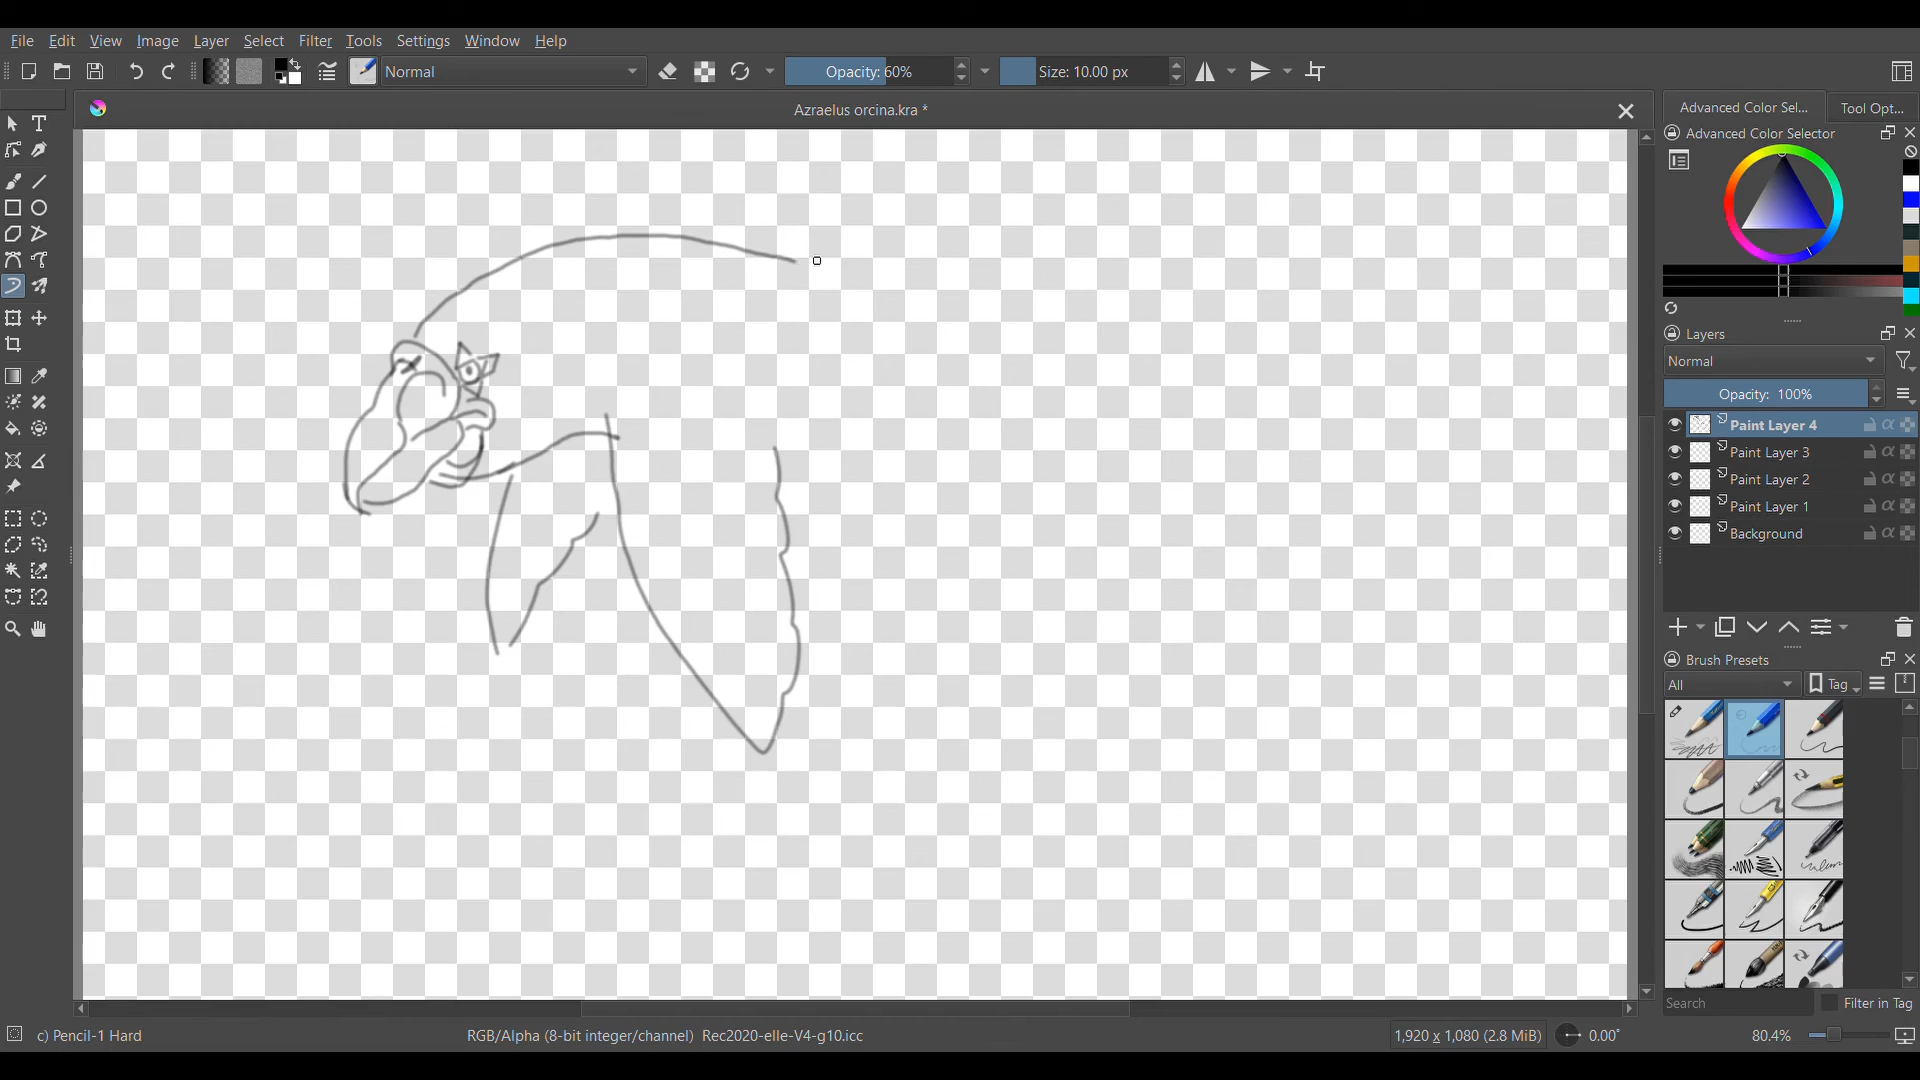 File Edit View Image Layer Select Filter Tools Settings Window Help
Normal Opacity: 60% Size: 10.00 px
Azraelus orcina.kra *
Advanced Color Sel... Tool Opt...
Advanced Color Selector
Layers
Normal
Opacity: 100%
Paint Layer 4
Paint Layer 3
Paint Layer 2
Paint Layer 1
Background
Brush Presets
All Tag
Search Filter in Tag
c) Pencil-1 Hard RGB/Alpha (8-bit integer/channel) Rec2020-elle-V4-g10.icc 1,920 x 1,080 (2.8 MiB) 0.00° 80.4%